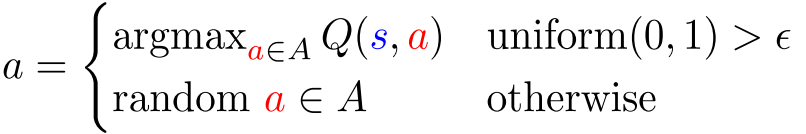 a = { argmax_{a∈A} Q(s, a) uniform(0, 1) > ϵ
random a ∈ A otherwise